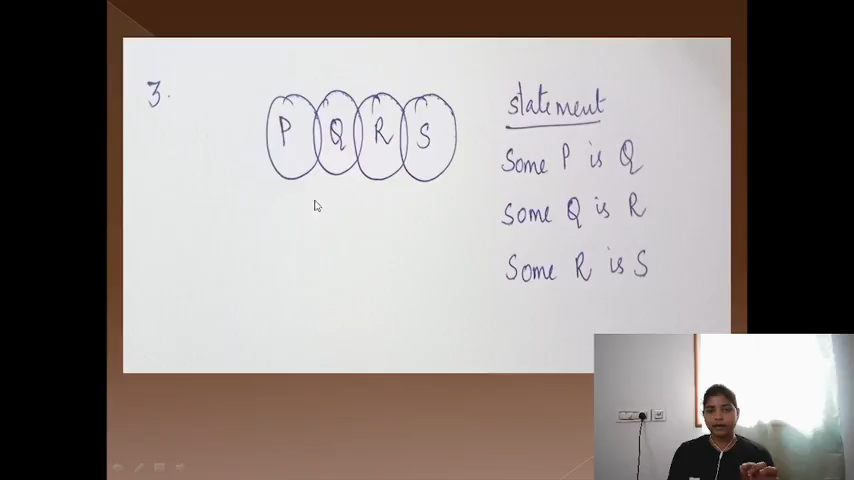 3.
P Q R S
statement
Some P is Q
Some Q is R
Some R is S